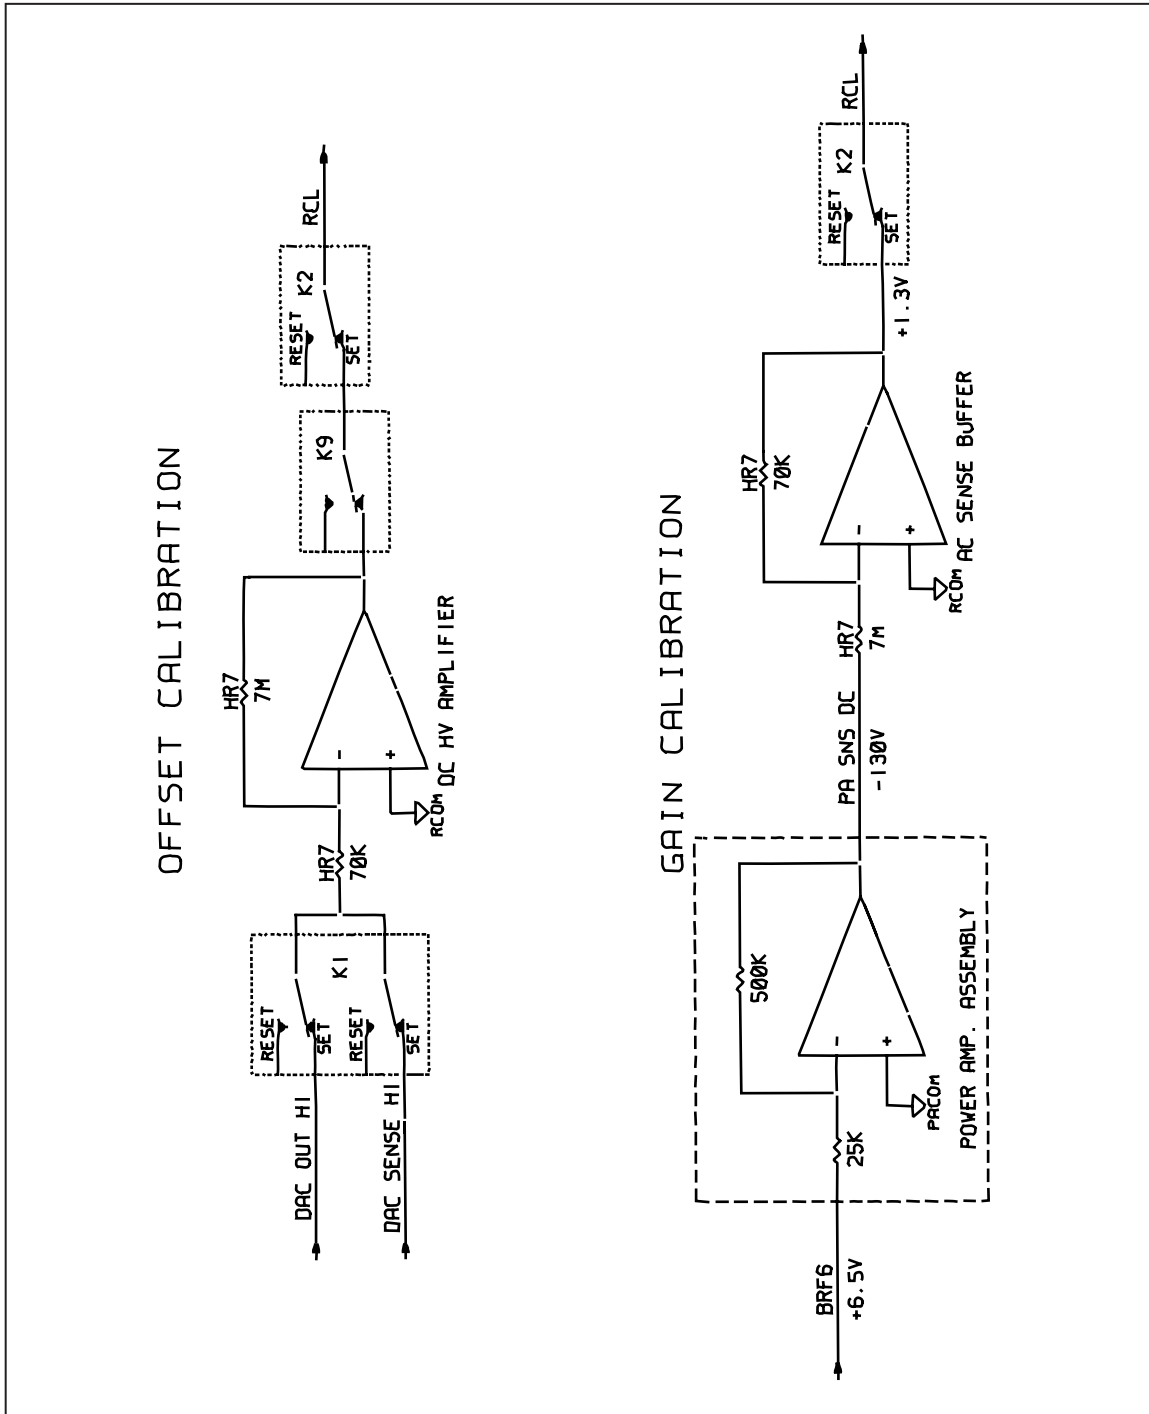 OFFSET CALIBRATION
DAC OUT HI
DAC SENSE HI
RESET
SET
RESET
SET
K1
HR7
70K
HR7
7M
RCOM
DC HV AMPLIFIER
K9
RESET
SET
K2
RCL
GAIN CALIBRATION
BRF6
+6.5V
25K
500K
PACOM
POWER AMP. ASSEMBLY
PA SNS DC
-130V
HR7
7M
HR7
70K
RCOM
AC SENSE BUFFER
+1.3V
RESET
SET
K2
RCL